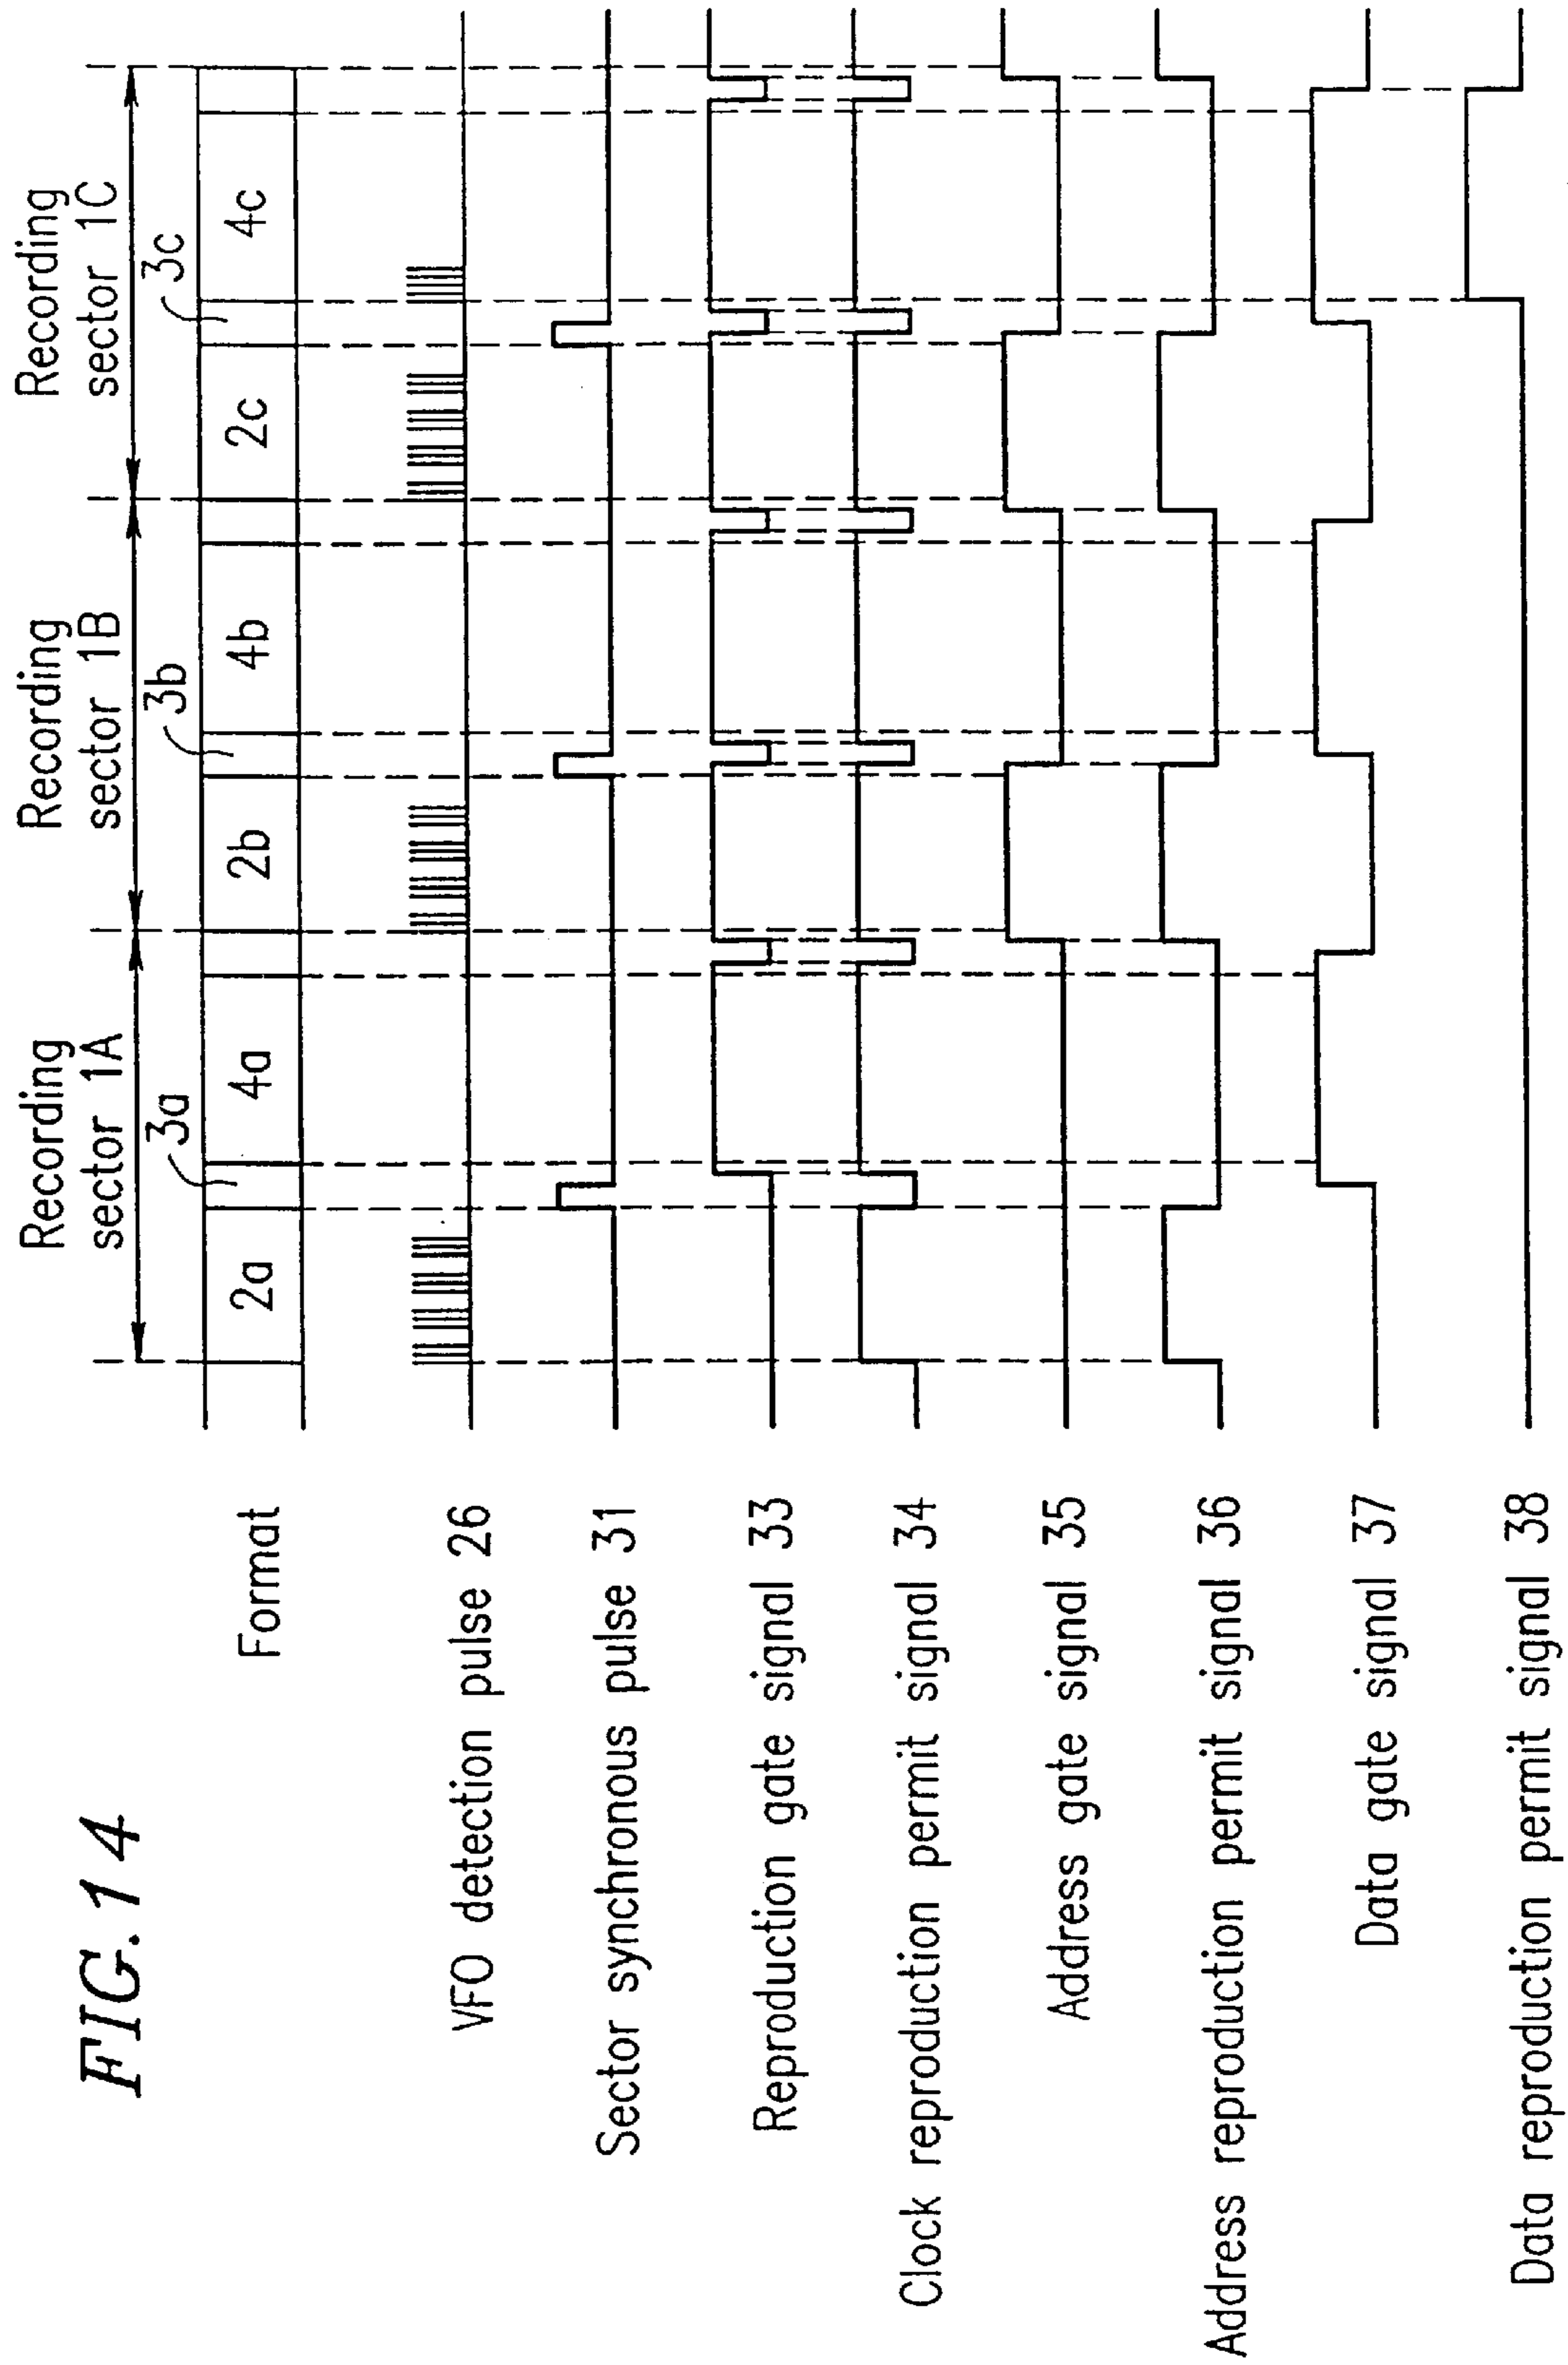 FIG.14
Recording
sector 1A
Recording
sector 1B
Recording
sector 1C
3a
3b
3c
Format
2a
4a
2b
4b
2c
4c
VFO detection pulse 26
Sector synchronous pulse 31
Reproduction gate signal 33
Clock reproduction permit signal 34
Address gate signal 35
Address reproduction permit signal 36
Data gate signal 37
Data reproduction permit signal 38